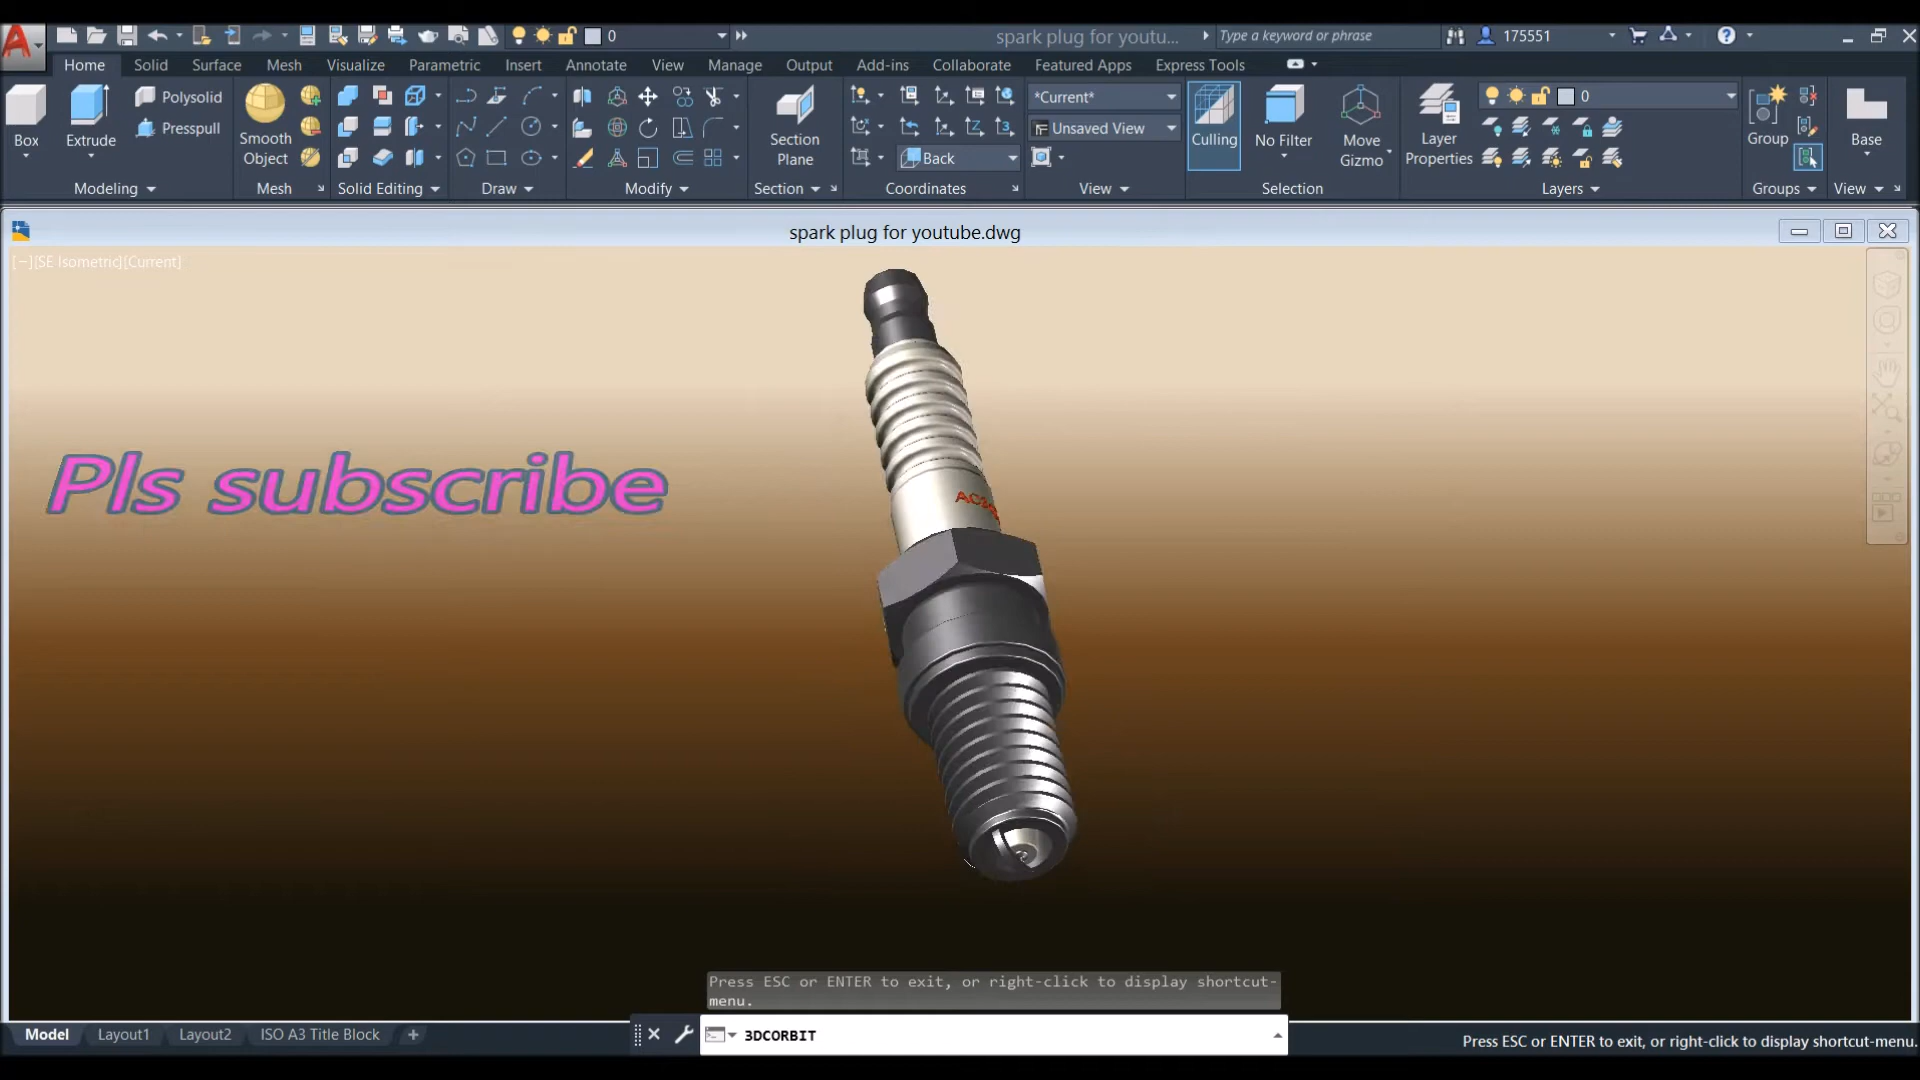 0
spark plug for youtu...
Type a keyword or phrase
175551
Home
Solid
Surface
Mesh
Visualize
Parametric
Insert
Annotate
View
Manage
Output
Add-ins
Collaborate
Featured Apps
Express Tools
Box
Extrude
Polysolid
Presspull
Smooth
Object
Section
Plane
Back
*Current*
Unsaved View
Culling
No Filter
Move
Gizmo
Layer
Properties
0
Group
Base
Modeling
Mesh
Solid Editing
Draw
Modify
Section
Coordinates
View
Selection
Layers
Groups
View
spark plug for youtube.dwg
[−][SE Isometric][Current]
Pls subscribe
Press ESC or ENTER to exit, or right-click to display shortcut-
menu.
3DCORBIT
Model
Layout1
Layout2
ISO A3 Title Block
Press ESC or ENTER to exit, or right-click to display shortcut-menu.